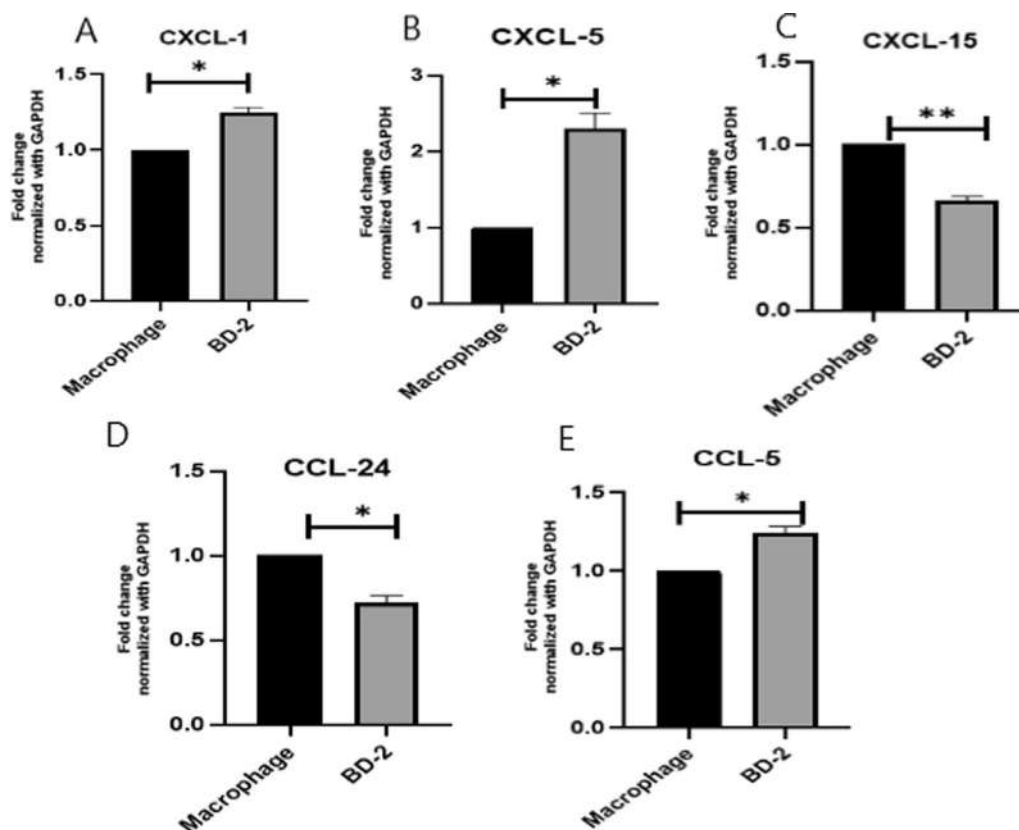 A
CXCL-1
*
Fold change
normalized with GAPDH
1.5
1.0
0.5
0.0
Macrophage
BD-2
B
CXCL-5
*
Fold change
normalized with GAPDH
3
2
1
0
Macrophage
BD-2
C
CXCL-15
**
Fold change
normalized with GAPDH
1.5
1.0
0.5
0.0
Macrophage
BD-2
D
CCL-24
*
Fold change
normalized with GAPDH
1.5
1.0
0.5
0.0
Macrophage
BD-2
E
CCL-5
*
Fold change
normalized with GAPDH
1.5
1.0
0.5
0.0
Macrophage
BD-2